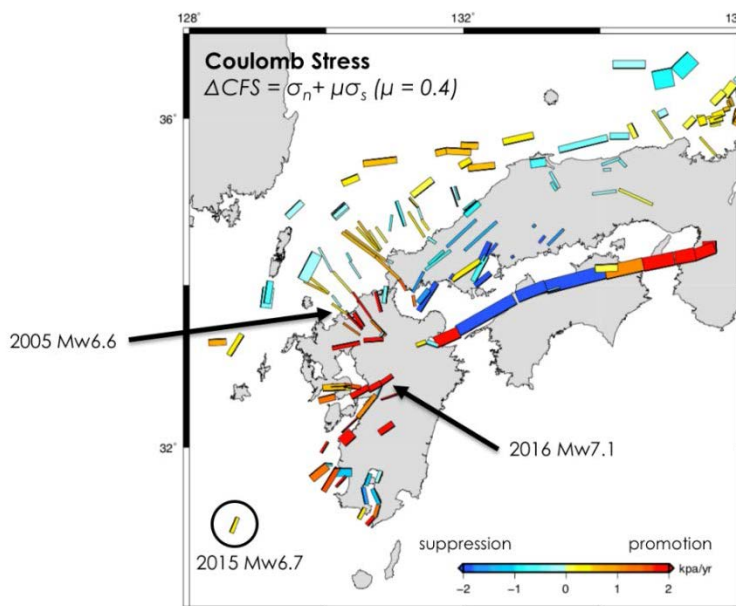 128°
132°
Coulomb Stress
ΔCFS = σn+ μσs (μ = 0.4)
36°
2005 Mw6.6
2016 Mw7.1
32°
2015 Mw6.7
suppression promotion
kpa/yr
−2 −1 0 1 2